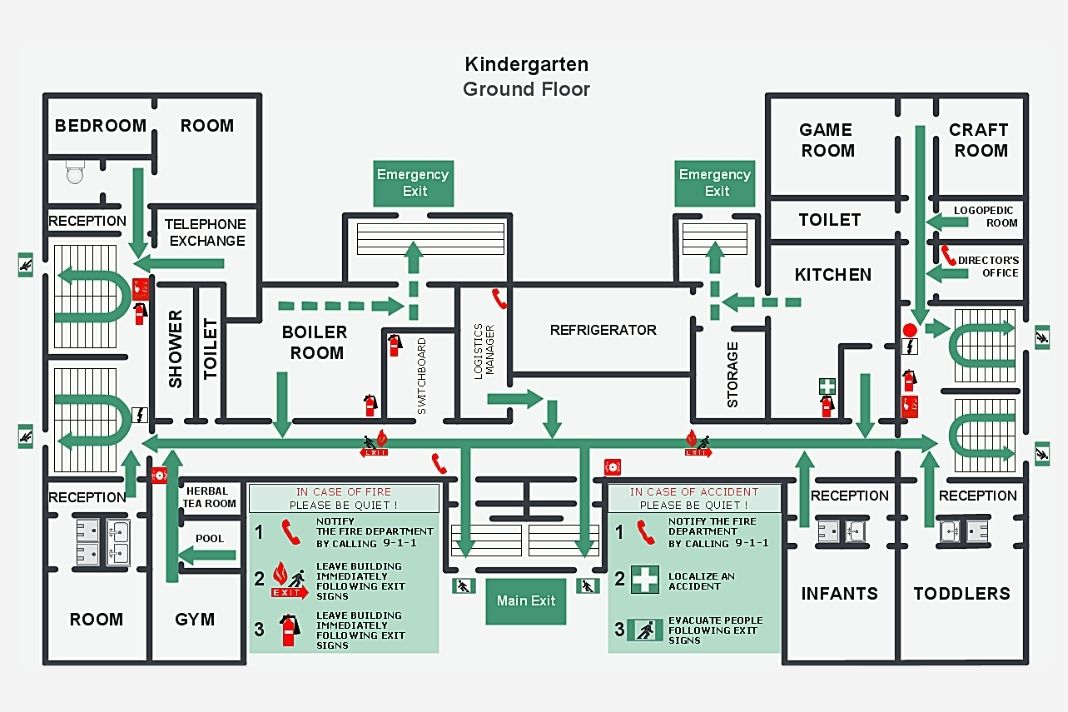 Kindergarten
Ground Floor
BEDROOM
ROOM
GAME
ROOM
CRAFT
ROOM
Emergency
Exit
Emergency
Exit
RECEPTION
TELEPHONE
EXCHANGE
TOILET
LOGOPEDIC
ROOM
KITCHEN
DIRECTOR'S
OFFICE
SHOWER
TOILET
BOILER
ROOM
SWITCHBOARD
LOGISTICS
MANAGER
REFRIGERATOR
STORAGE
EXIT
EXIT
RECEPTION
HERBAL
TEA ROOM
POOL
ROOM
GYM
IN CASE OF FIRE
PLEASE BE QUIET !
1
NOTIFY
THE FIRE DEPARTMENT
BY CALLING 9-1-1
2
EXIT
LEAVE BUILDING
IMMEDIATELY
FOLLOWING EXIT
SIGNS
3
LEAVE BUILDING
IMMEDIATELY
FOLLOWING EXIT
SIGNS
Main Exit
IN CASE OF ACCIDENT
PLEASE BE QUIET !
1
NOTIFY THE FIRE
DEPARTMENT
BY CALLING 9-1-1
2
LOCALIZE AN
ACCIDENT
3
EVACUATE PEOPLE
FOLLOWING EXIT
SIGNS
RECEPTION
RECEPTION
INFANTS
TODDLERS